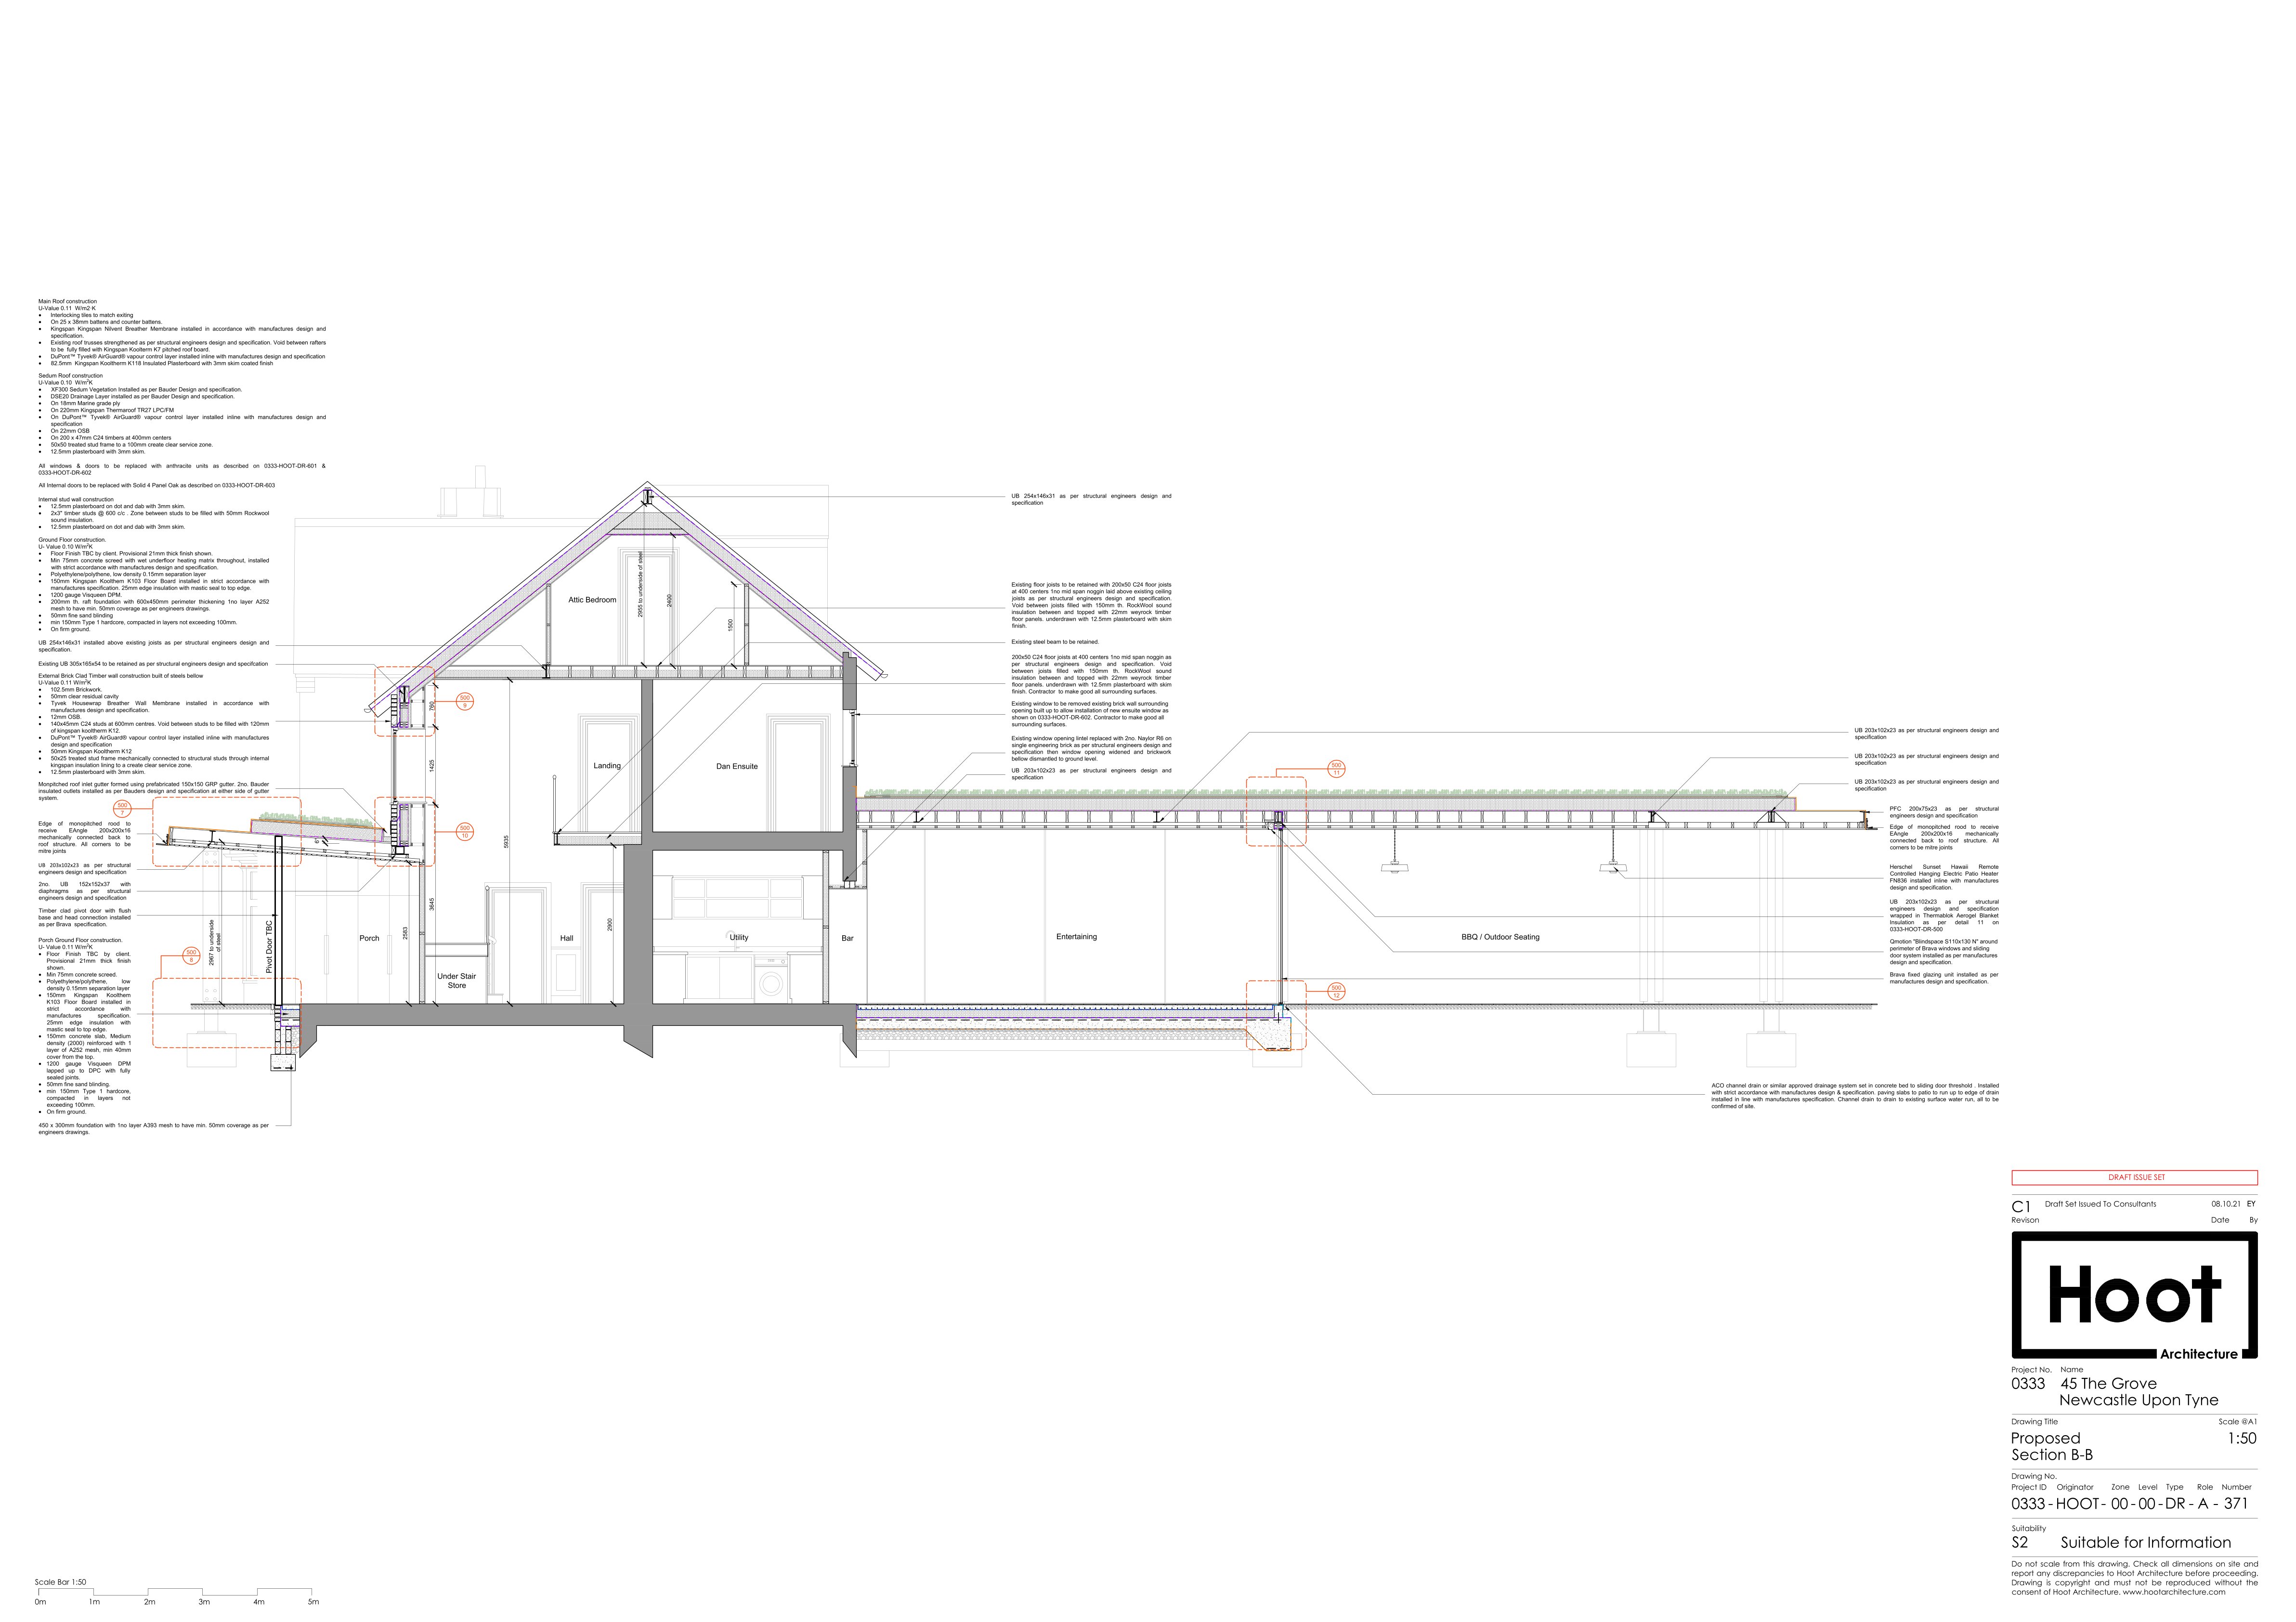 Main Roof construction
U-Value 0.11 W/m2·K
• Interlocking tiles to match exiting
• On 25 x 38mm battens and counter battens.
• Kingspan Kingspan Nilvent Breather Membrane installed in accordance with manufactures design and
specification.
• Existing roof trusses strengthened as per structural engineers design and specification. Void between rafters
to be fully filled with Kingspan Koolterm K7 pitched roof board.
• DuPont™ Tyvek® AirGuard® vapour control layer installed inline with manufactures design and specification
• 82.5mm Kingspan Kooltherm K118 Insulated Plasterboard with 3mm skim coated finish
Sedum Roof construction
U-Value 0.10 W/m²K
• XF300 Sedum Vegetation Installed as per Bauder Design and specification.
• DSE20 Drainage Layer installed as per Bauder Design and specification.
• On 18mm Marine grade ply
• On 220mm Kingspan Thermaroof TR27 LPC/FM
• On DuPont™ Tyvek® AirGuard® vapour control layer installed inline with manufactures design and
specification
• On 22mm OSB
• On 200 x 47mm C24 timbers at 400mm centers
• 50x50 treated stud frame to a 100mm create clear service zone.
• 12.5mm plasterboard with 3mm skim.
All windows & doors to be replaced with anthracite units as described on 0333-HOOT-DR-601 &
0333-HOOT-DR-602
All Internal doors to be replaced with Solid 4 Panel Oak as described on 0333-HOOT-DR-603
Internal stud wall construction
• 12.5mm plasterboard on dot and dab with 3mm skim.
• 2x3" timber studs @ 600 c/c . Zone between studs to be filled with 50mm Rockwool
sound insulation.
• 12.5mm plasterboard on dot and dab with 3mm skim.
Ground Floor construction.
U- Value 0.10 W/m²K
• Floor Finish TBC by client. Provisional 21mm thick finish shown.
• Min 75mm concrete screed with wet underfloor heating matrix throughout, installed
with strict accordance with manufactures design and specification.
• Polyethylene/polythene, low density 0.15mm separation layer
• 150mm Kingspan Koolthem K103 Floor Board installed in strict accordance with
manufactures specification. 25mm edge insulation with mastic seal to top edge.
• 1200 gauge Visqueen DPM.
• 200mm th. raft foundation with 600x450mm perimeter thickening 1no layer A252
mesh to have min. 50mm coverage as per engineers drawings.
• 50mm fine sand blinding
• min 150mm Type 1 hardcore, compacted in layers not exceeding 100mm.
• On firm ground.
UB 254x146x31 installed above existing joists as per structural engineers design and
specification.
Existing UB 305x165x54 to be retained as per structural engineers design and specifcation
External Brick Clad Timber wall construction built of steels bellow
U-Value 0.11 W/m²K
• 102.5mm Brickwork.
• 50mm clear residual cavity
• Tyvek Housewrap Breather Wall Membrane installed in accordance with
manufactures design and specification.
• 12mm OSB.
• 140x45mm C24 studs at 600mm centres. Void between studs to be filled with 120mm
of kingspan kooltherm K12.
• DuPont™ Tyvek® AirGuard® vapour control layer installed inline with manufactures
design and specification
• 50mm Kingspan Kooltherm K12
• 50x25 treated stud frame mechanically connected to structural studs through internal
kingspan insulation lining to a create clear service zone.
• 12.5mm plasterboard with 3mm skim.
Monpitched roof inlet gutter formed using prefabricated 150x150 GRP gutter. 2no. Bauder
insulated outlets installed as per Bauders design and specification at either side of gutter
system.
Edge of monopitched rood to
receive EAngle 200x200x16
mechanically connected back to
roof structure. All corners to be
mitre joints
UB 203x102x23 as per structural
engineers design and specification
2no. UB 152x152x37 with
diaphragms as per structural
engineers design and specification
Timber clad pivot door with flush
base and head connection installed
as per Brava specification.
Porch Ground Floor construction.
U- Value 0.11 W/m²K
• Floor Finish TBC by client.
Provisional 21mm thick finish
shown.
• Min 75mm concrete screed.
• Polyethylene/polythene, low
density 0.15mm separation layer
• 150mm Kingspan Koolthem
K103 Floor Board installed in
strict accordance with
manufactures specification.
25mm edge insulation with
mastic seal to top edge.
• 150mm concrete slab, Medium
density (2000) reinforced with 1
layer of A252 mesh, min 40mm
cover from the top.
• 1200 gauge Visqueen DPM
lapped up to DPC with fully
sealed joints.
• 50mm fine sand blinding.
• min 150mm Type 1 hardcore,
compacted in layers not
exceeding 100mm.
• On firm ground.
450 x 300mm foundation with 1no layer A393 mesh to have min. 50mm coverage as per
engineers drawings.
500
7
500
8
500
9
500
10
500
11
500
12
Attic Bedroom
2955 to underside of steel
2400
1500
760
1425
5935
3845
2583
2900
2967 to underside
of steel
Pivot Door TBC
Porch
Landing
Dan Ensuite
Under Stair
Store
Hall
Utility
Bar
Entertaining
BBQ / Outdoor Seating
UB 254x146x31 as per structural engineers design and
specification
Existing floor joists to be retained with 200x50 C24 floor joists
at 400 centers 1no mid span noggin laid above existing ceiling
joists as per structural engineers design and specification.
Void between joists filled with 150mm th. RockWool sound
insulation between and topped with 22mm weyrock timber
floor panels. underdrawn with 12.5mm plasterboard with skim
finish.
Existing steel beam to be retained.
200x50 C24 floor joists at 400 centers 1no mid span noggin as
per structural engineers design and specification. Void
between joists filled with 150mm th. RockWool sound
insulation between and topped with 22mm weyrock timber
floor panels. underdrawn with 12.5mm plasterboard with skim
finish. Contractor to make good all surrounding surfaces.
Existing window to be removed existing brick wall surrounding
opening built up to allow installation of new ensuite window as
shown on 0333-HOOT-DR-602. Contractor to make good all
surrounding surfaces.
Existing window opening lintel replaced with 2no. Naylor R6 on
single engineering brick as per structural engineers design and
specification then window opening widened and brickwork
bellow dismantled to ground level.
UB 203x102x23 as per structural engineers design and
specification
UB 203x102x23 as per structural engineers design and
specification
UB 203x102x23 as per structural engineers design and
specification
UB 203x102x23 as per structural engineers design and
specification
PFC 200x75x23 as per structural
engineers design and specification
Edge of monopitched rood to receive
EAngle 200x200x16 mechanically
connected back to roof structure. All
corners to be mitre joints
Herschel Sunset Hawaii Remote
Controlled Hanging Electric Patio Heater
FN836 installed inline with manufactures
design and specification.
UB 203x102x23 as per structural
engineers design and specification
wrapped in Thermablok Aerogel Blanket
Insulation as per detail 11 on
0333-HOOT-DR-500
Qmotion "Blindspace S110x130 N" around
perimeter of Brava windows and sliding
door system installed as per manufactures
design and specification.
Brava fixed glazing unit installed as per
manufactures design and specification.
ACO channel drain or similar approved drainage system set in concrete bed to sliding door threshold . Installed
with strict accordance with manufactures design & specification. paving slabs to patio to run up to edge of drain
installed in line with manufactures specification. Channel drain to drain to existing surface water run, all to be
confirmed of site.
DRAFT ISSUE SET
C1 Draft Set Issued To Consultants 08.10.21 EY
Revison Date By
Hoot
Architecture
Project No. Name
0333 45 The Grove
Newcastle Upon Tyne
Drawing Title Scale @A1
Proposed 1:50
Section B-B
Drawing No.
Project ID Originator Zone Level Type Role Number
0333 - HOOT - 00 - 00 - DR - A - 371
Suitability
S2 Suitable for Information
Do not scale from this drawing. Check all dimensions on site and
report any discrepancies to Hoot Architecture before proceeding.
Drawing is copyright and must not be reproduced without the
consent of Hoot Architecture. www.hootarchitecture.com
Scale Bar 1:50
0m 1m 2m 3m 4m 5m